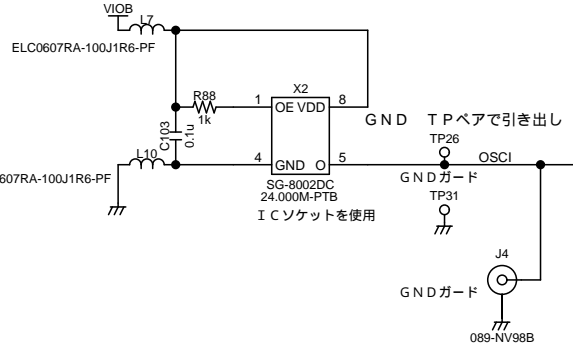 VIOB
L7
ELC0607RA-100J1R6-PF
R88
1k
C103
0.1u
X2
1
OE VDD
8
4
GND O
5
SG-8002DC
24.000M-PTB
ICソケットを使用
L10
607RA-100J1R6-PF
GND TPペアで引き出し
TP26
OSCI
GNDガード
TP31
J4
GNDガード
089-NV98B